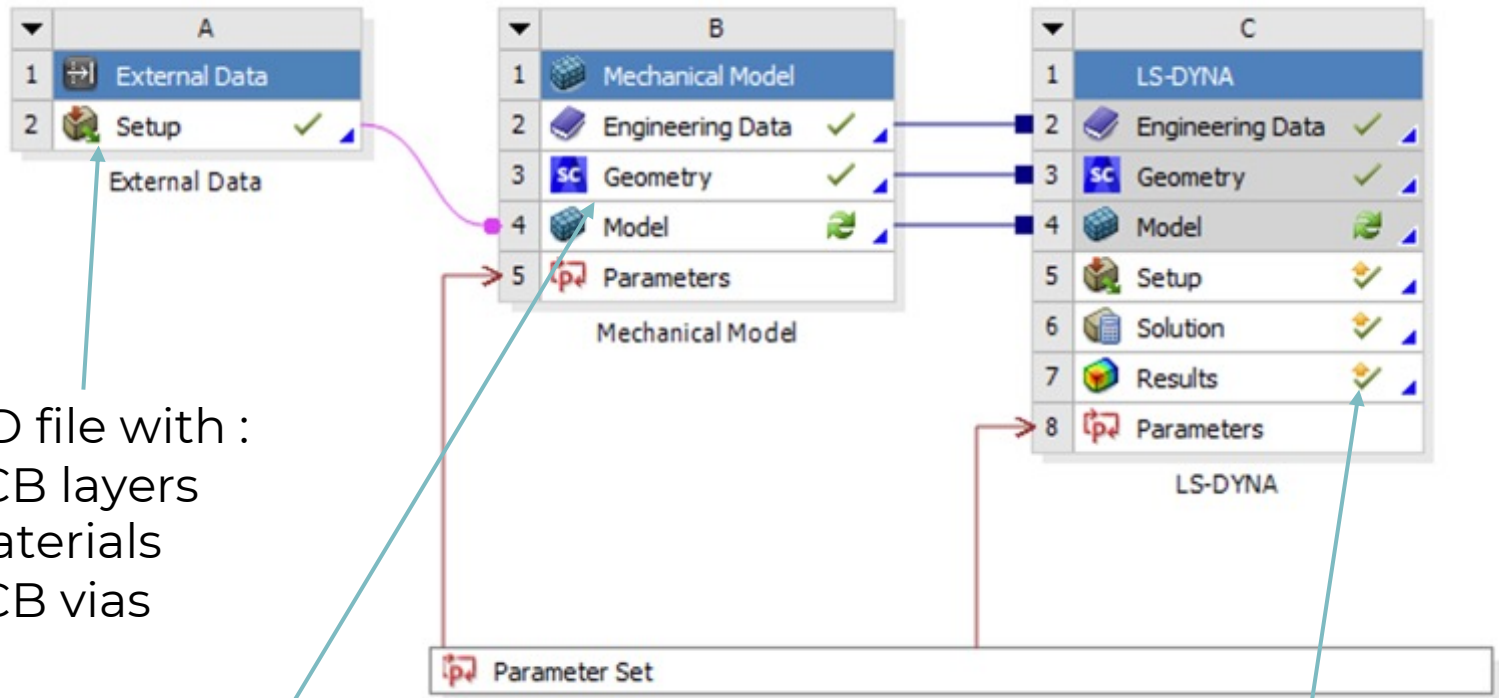 A
1 External Data
2 Setup
External Data
B
1 Mechanical Model
2 Engineering Data
3 SC Geometry
4 Model
5 Parameters
Mechanical Model
C
1 LS-DYNA
2 Engineering Data
3 SC Geometry
4 Model
5 Setup
6 Solution
7 Results
8 Parameters
LS-DYNA
file with :
CB layers
aterials
CB vias
Parameter Set